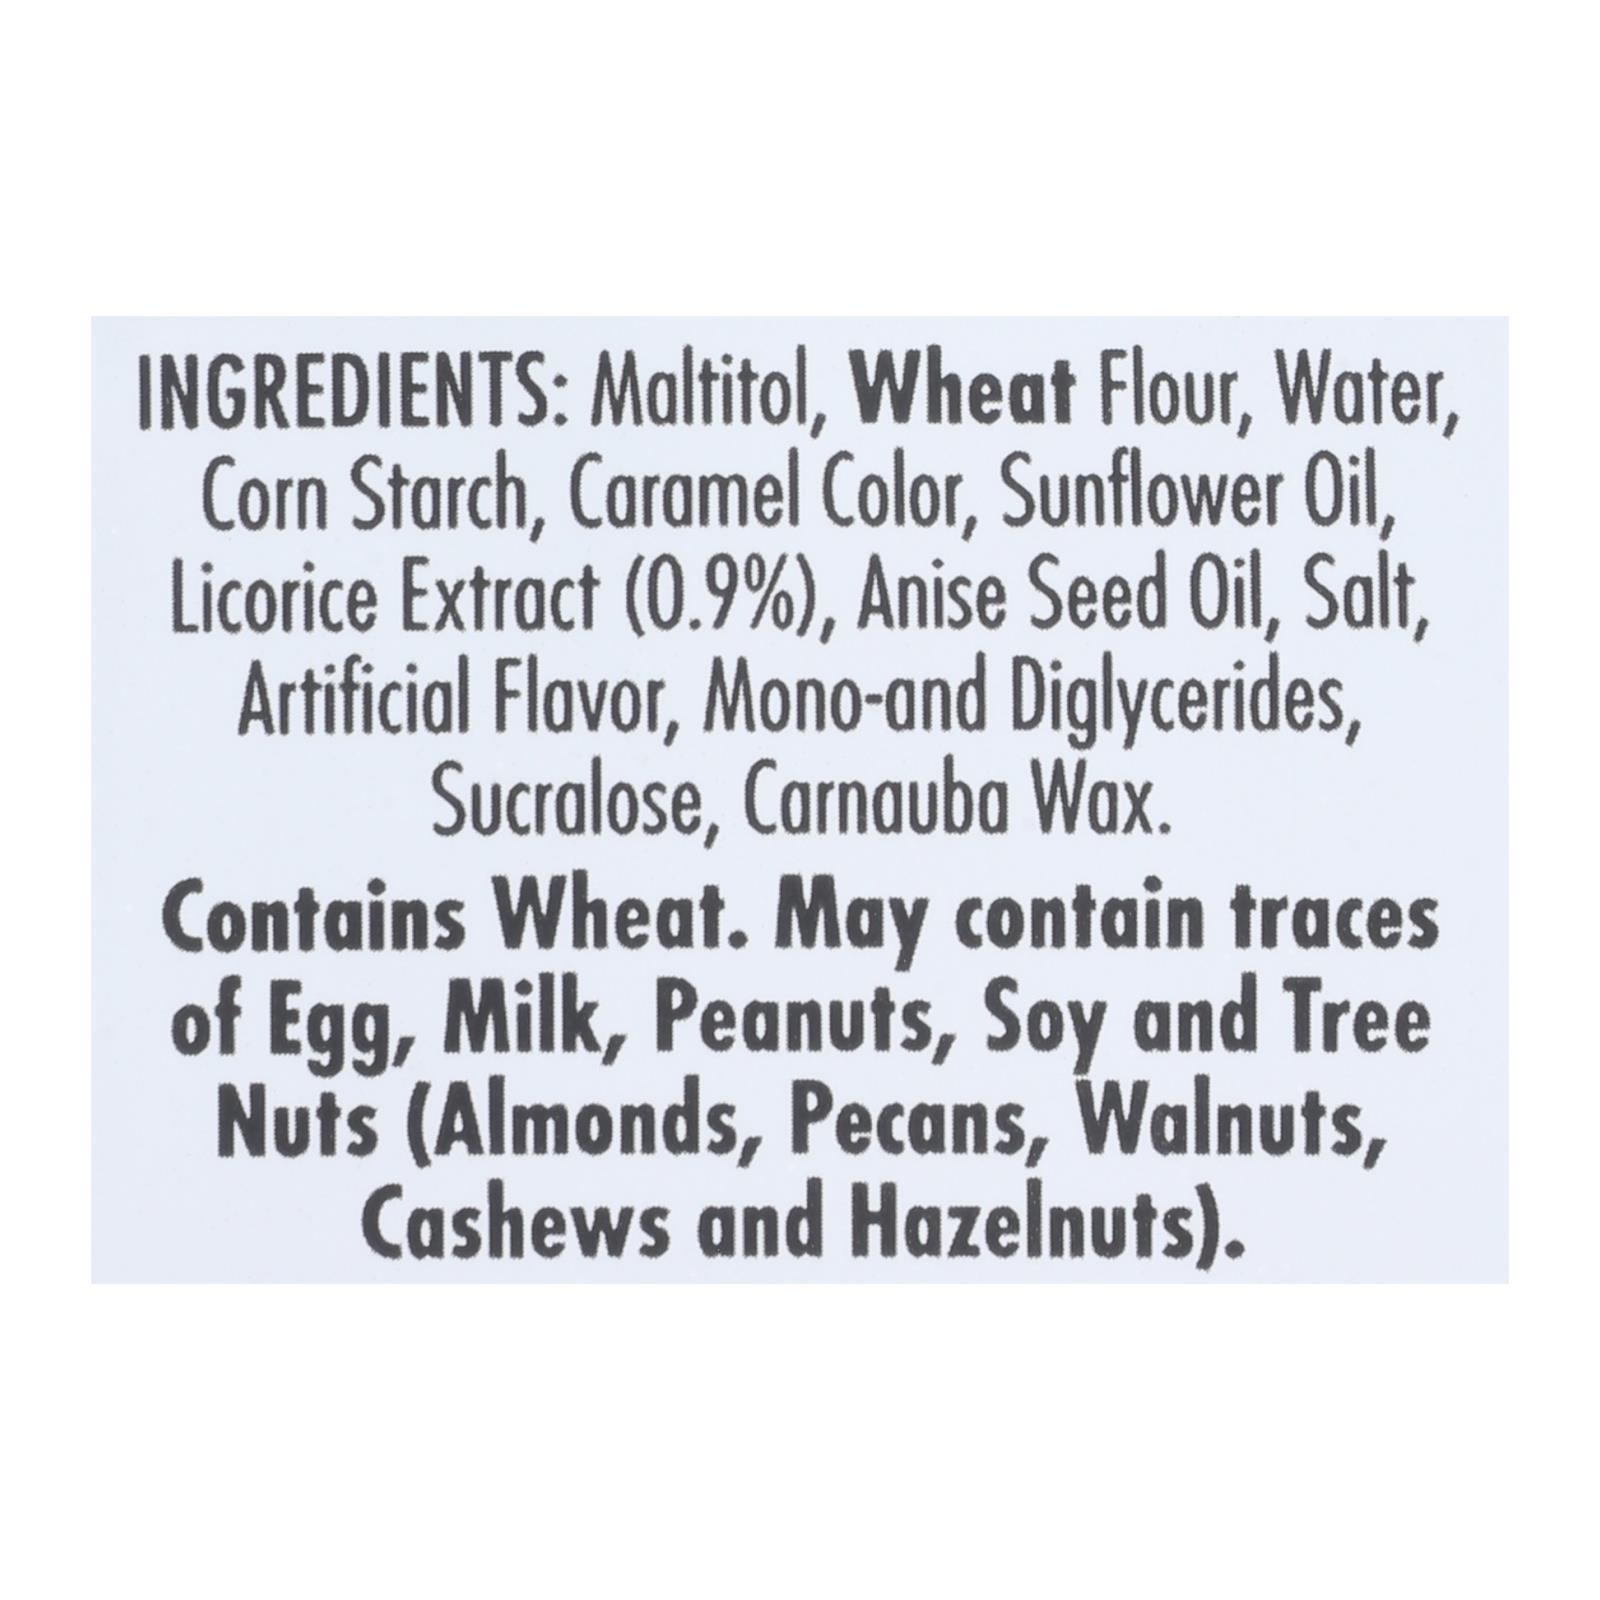 INGREDIENTS: Maltitol, Wheat Flour, Water,
Corn Starch, Caramel Color, Sunflower Oil,
Licorice Extract (0.9%), Anise Seed Oil, Salt,
Artificial Flavor, Mono-and Diglycerides,
Sucralose, Carnauba Wax.
Contains Wheat. May contain traces
of Egg, Milk, Peanuts, Soy and Tree
Nuts (Almonds, Pecans, Walnuts,
Cashews and Hazelnuts).